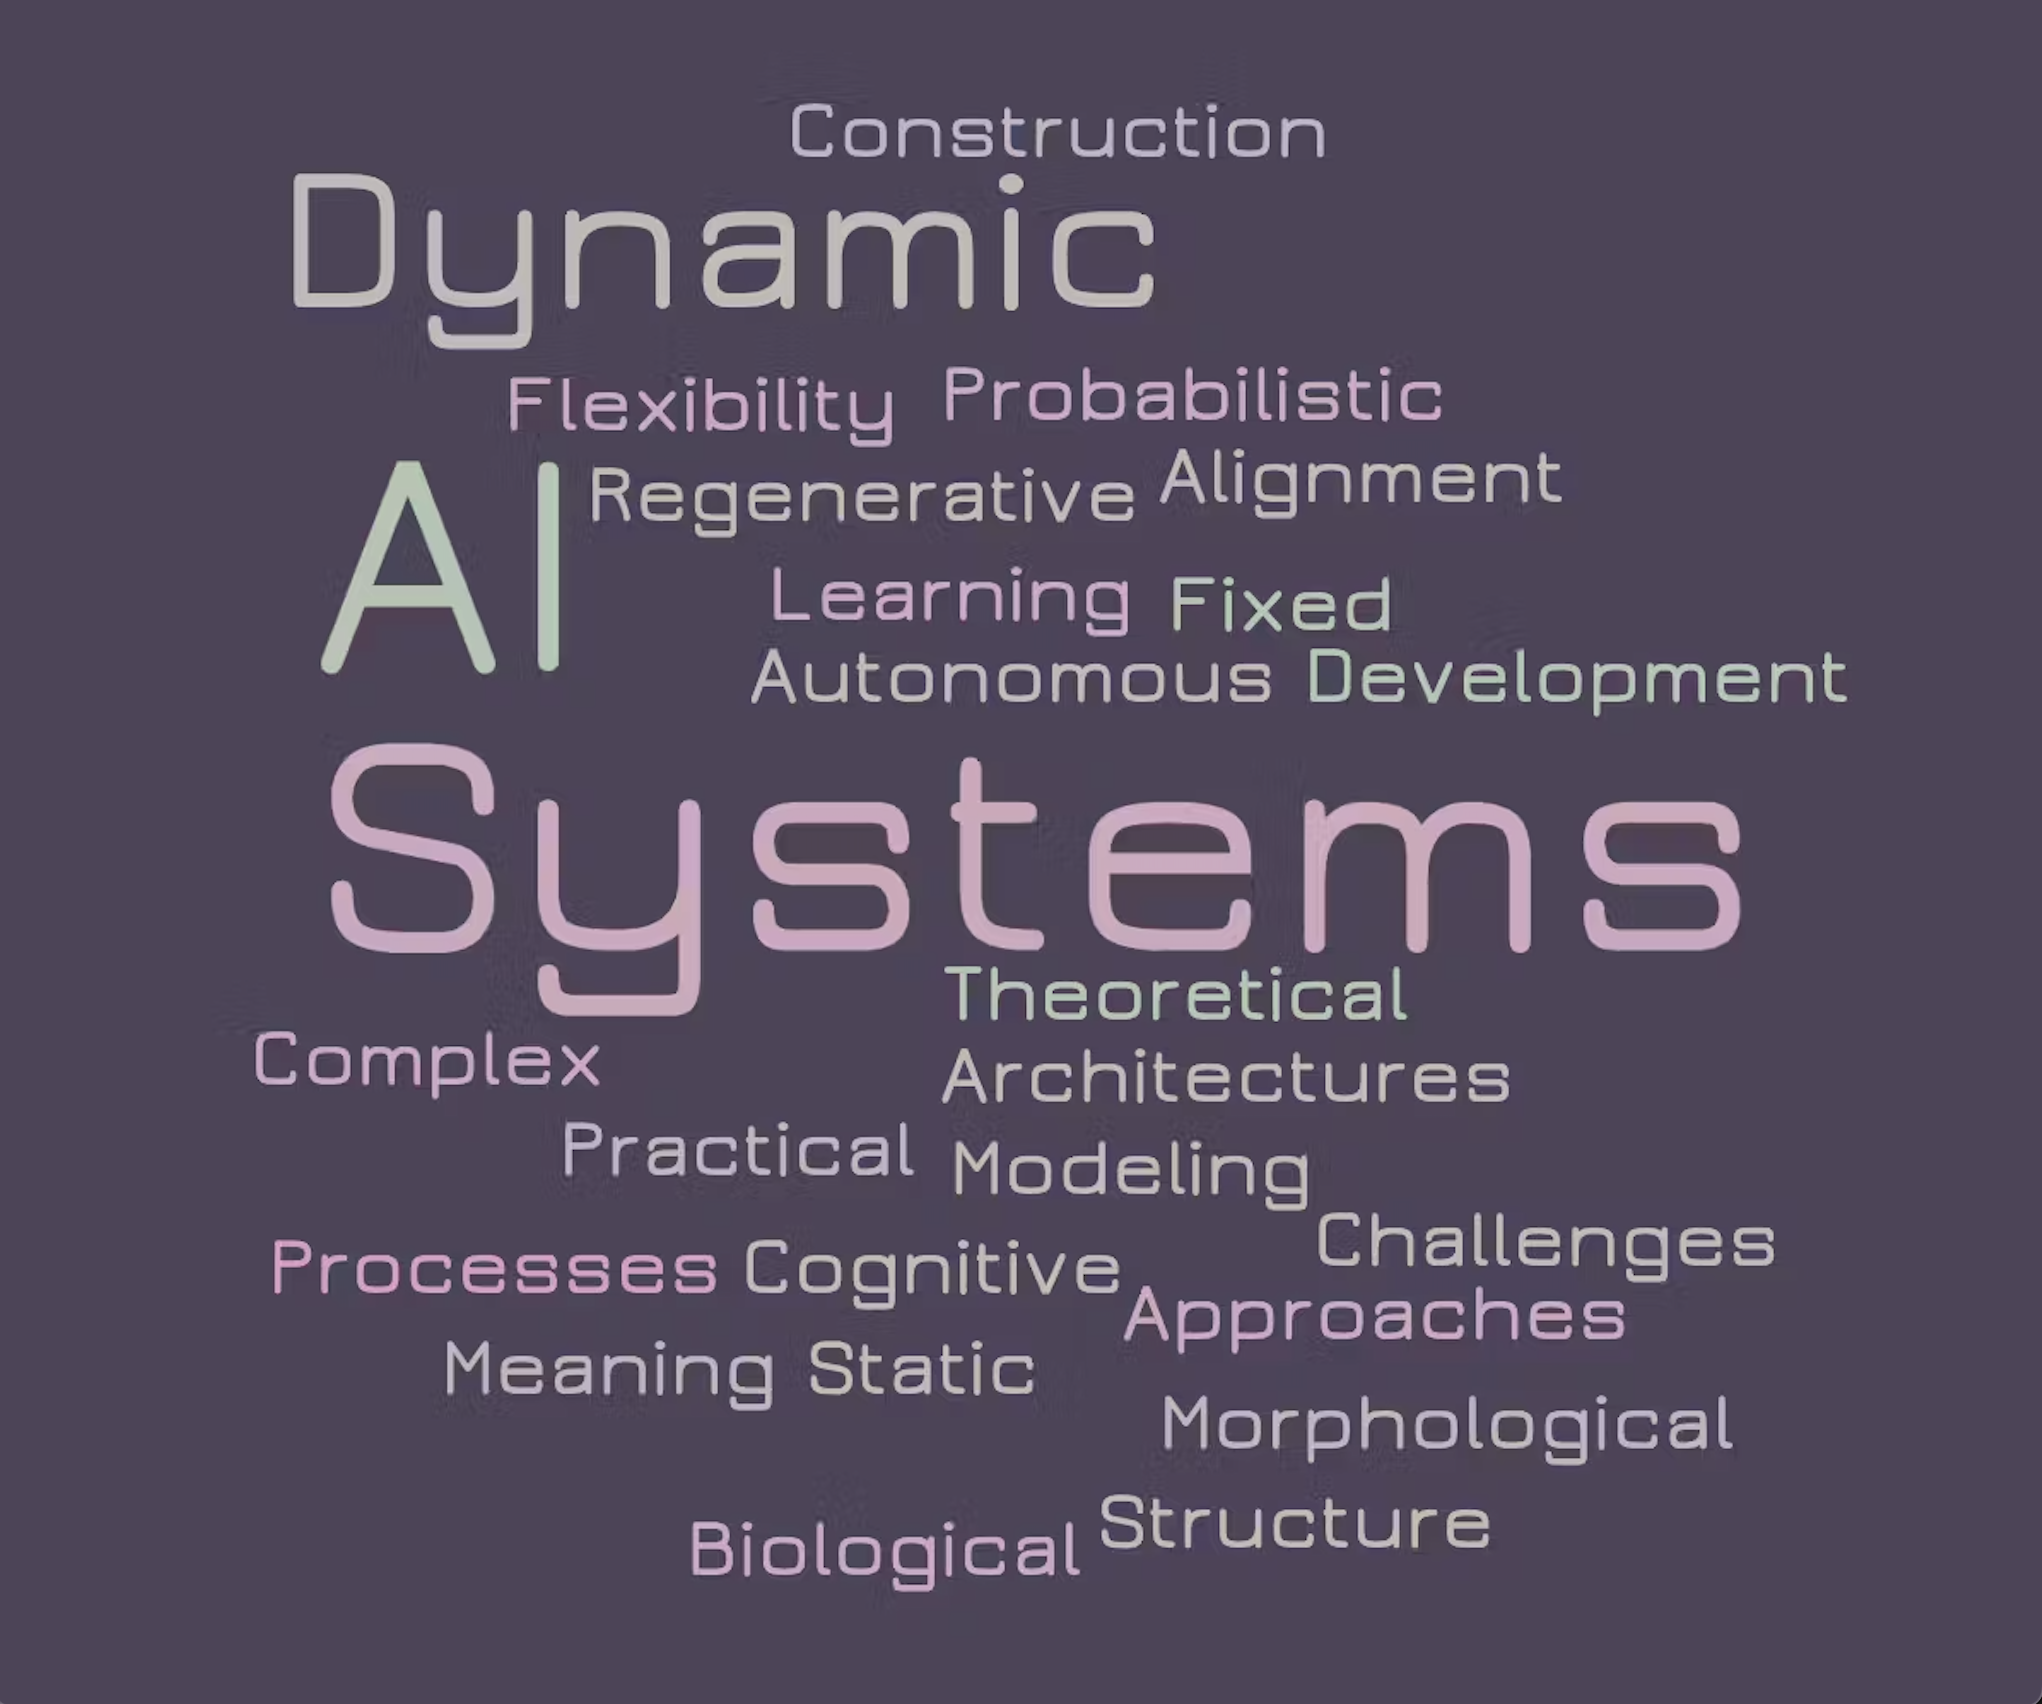 Construction
Dynamic
Flexibility Probabilistic
AI Regenerative Alignment
Learning Fixed
Autonomous Development
Systems
Theoretical
Complex Architectures
Practical Modeling
Challenges
Processes Cognitive
Approaches
Meaning Static
Morphological
Structure
Biological